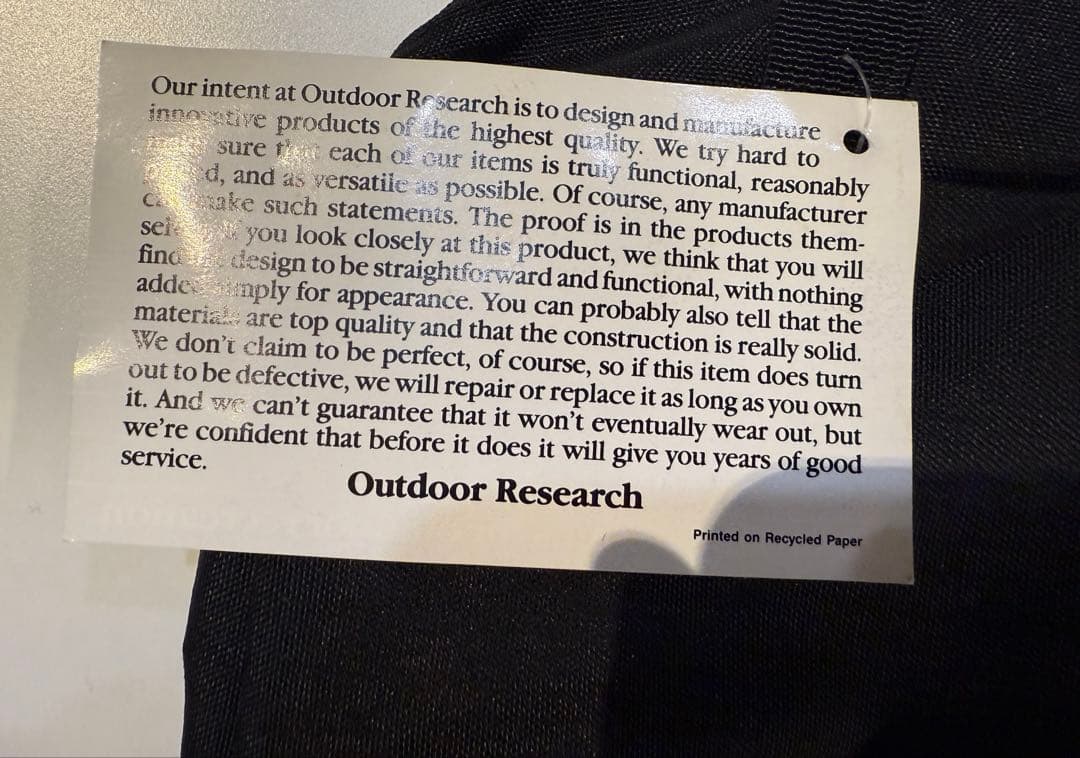 Our intent at Outdoor Research is to design and manufacture
innovative products of the highest quality. We try hard to
sure each of our items is truly functional, reasonably
and as versatile as possible. Of course, any manufacturer
make such statements. The proof is in the products them-
you look closely at this product, we think that you will
design to be straightforward and functional, with nothing
added simply for appearance. You can probably also tell that the
materials are top quality and that the construction is really solid.
We don't claim to be perfect, of course, so if this item does turn
out to be defective, we will repair or replace it as long as you own
it. And we can't guarantee that it won't eventually wear out, but
we're confident that before it does it will give you years of good
service.
Outdoor Research
Printed on Recycled Paper